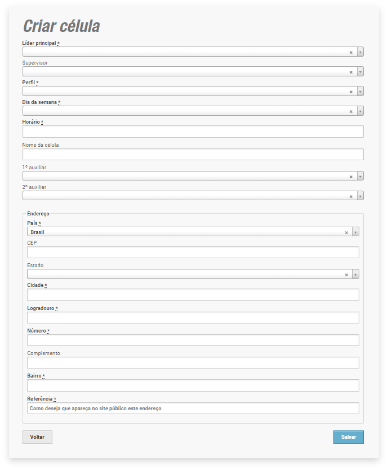 Criar célula
Líder principal *
Supervisor
Perfil *
Dia da semana *
Horário *
Nome da célula
1º auxiliar
2º auxiliar
Endereço
País *
Brasil
CEP
Estado
Cidade *
Logradouro *
Número *
Complemento
Bairro *
Referência *
Como deseja que apareça no site público este endereço
Voltar
Salvar